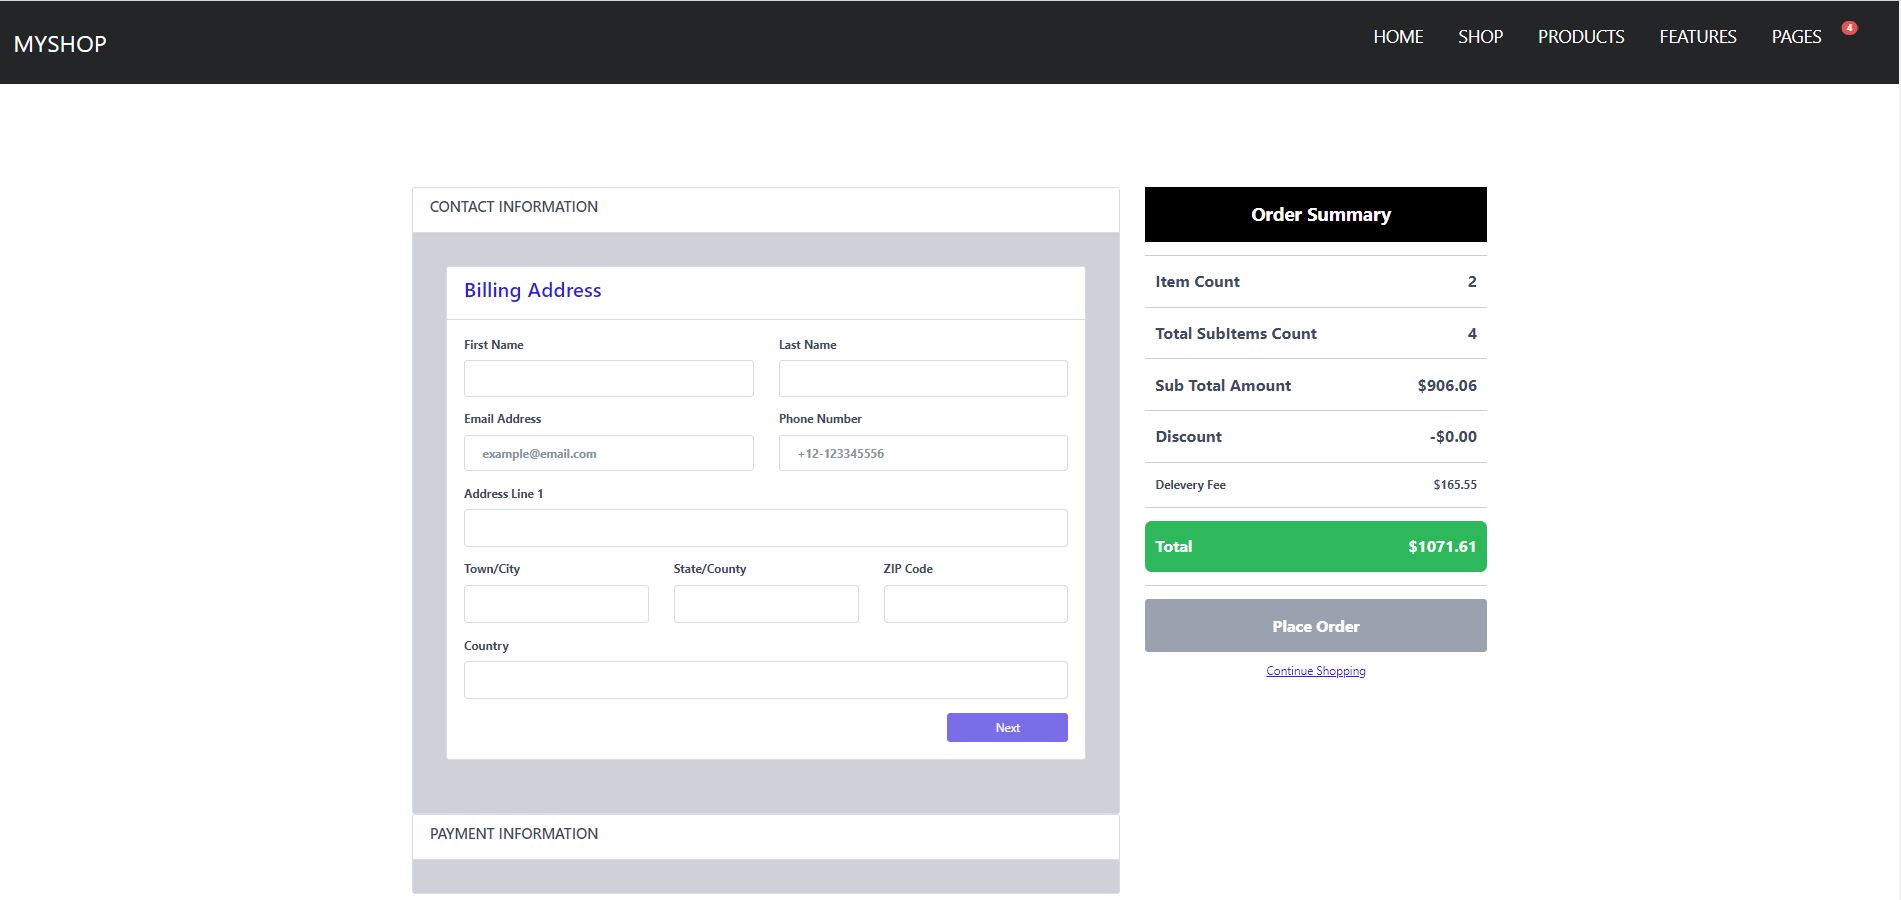 MYSHOP
HOME SHOP PRODUCTS FEATURES PAGES 4
CONTACT INFORMATION
Billing Address
First Name Last Name
Email Address Phone Number
example@email.com +12-123345556
Address Line 1
Town/City State/County ZIP Code
Country
Next
PAYMENT INFORMATION
Order Summary
Item Count 2
Total SubItems Count 4
Sub Total Amount $906.06
Discount -$0.00
Delevery Fee $165.55
Total $1071.61
Place Order
Continue Shopping